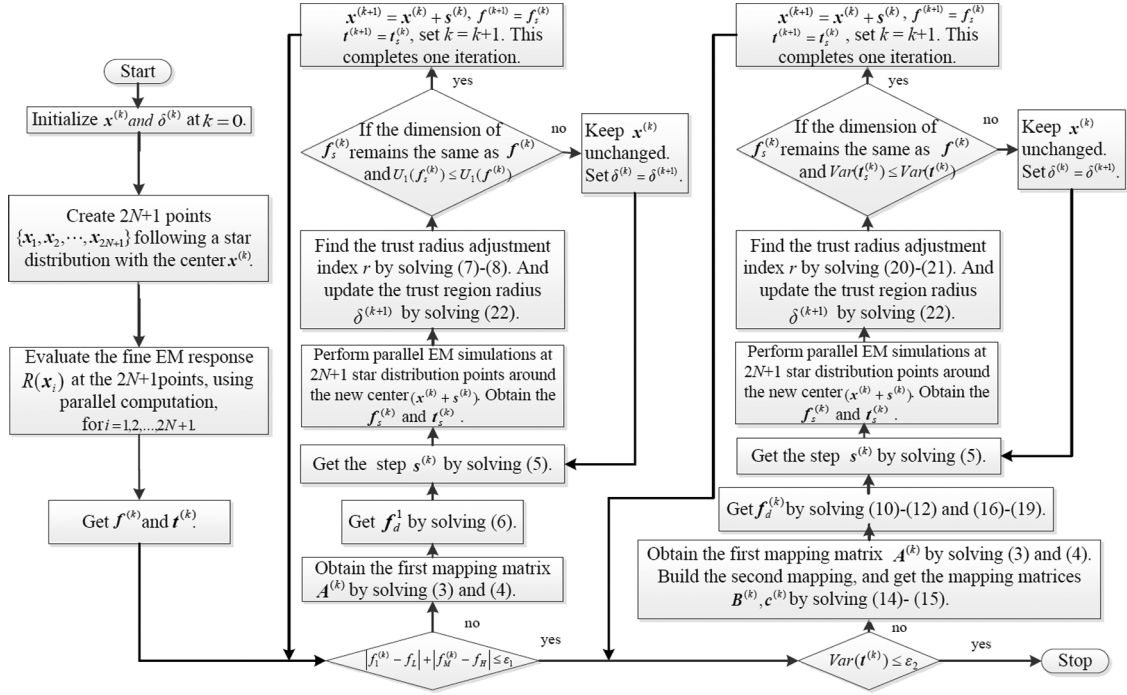 Start
Initialize x^(k) and δ^(k) at k = 0.
Create 2N+1 points
{x_1, x_2, ⋯, x_2N+1} following a star
distribution with the center x^(k).
Evaluate the fine EM response
R(x_i) at the 2N+1points, using
parallel computation,
for i = 1,2,...,2N+1.
Get f^(k) and t^(k).
x^(k+1) = x^(k) + s^(k), f^(k+1) = f_s^(k)
t^(k+1) = t_s^(k), set k = k+1. This
completes one iteration.
yes
If the dimension of
f_s^(k) remains the same as f^(k)
and U_1(f_s^(k)) ≤ U_1(f^(k))
no
Keep x^(k)
unchanged.
Set δ^(k) = δ^(k+1).
Find the trust radius adjustment
index r by solving (7)-(8). And
update the trust region radius
δ^(k+1) by solving (22).
Perform parallel EM simulations at
2N+1 star distribution points around
the new center (x^(k) + s^(k)). Obtain the
f_s^(k) and t_s^(k).
Get the step s^(k) by solving (5).
Get f_d^1 by solving (6).
Obtain the first mapping matrix
A^(k) by solving (3) and (4).
no
|f_1^(k) − f_L| + |f_M^(k) − f_H| ≤ ε_1
yes
x^(k+1) = x^(k) + s^(k), f^(k+1) = f_s^(k)
t^(k+1) = t_s^(k), set k = k+1. This
completes one iteration.
yes
If the dimension of
f_s^(k) remains the same as f^(k)
and Var(t_s^(k)) ≤ Var(t^(k))
no
Keep x^(k)
unchanged.
Set δ^(k) = δ^(k+1).
Find the trust radius adjustment
index r by solving (20)-(21). And
update the trust region radius
δ^(k+1) by solving (22).
Perform parallel EM simulations at
2N+1 star distribution points around
the new center (x^(k) + s^(k)). Obtain the
f_s^(k) and t_s^(k).
Get the step s^(k) by solving (5).
Get f_d^(k) by solving (10)-(12) and (16)-(19).
Obtain the first mapping matrix A^(k) by solving (3) and (4).
Build the second mapping, and get the mapping matrices
B^(k), c^(k) by solving (14)- (15).
no
Var(t^(k)) ≤ ε_2
yes
Stop